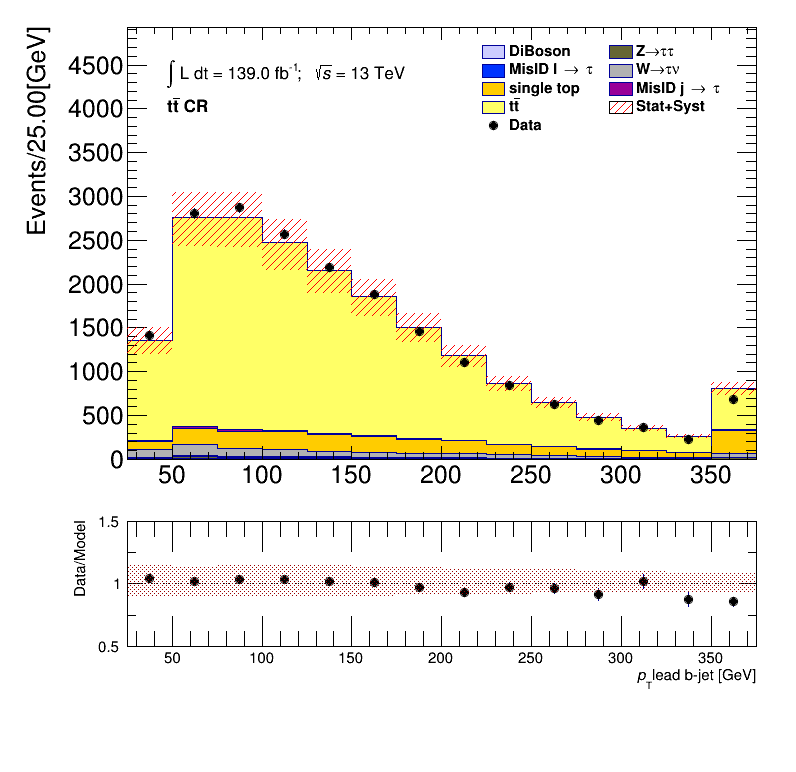 Events/25.00[GeV]
4500
4000
3500
3000
2500
2000
1500
1000
500
0
∫ L dt = 139.0 fb⁻¹; √s = 13 TeV
tt̄ CR
DiBoson Z→ττ
MisID l → τ W→τν
single top MisID j → τ
tt̄ Stat+Syst
Data
50 100 150 200 250 300 350
Data/Model
1.5
1
0.5
50 100 150 200 250 300 350
p_T lead b-jet [GeV]